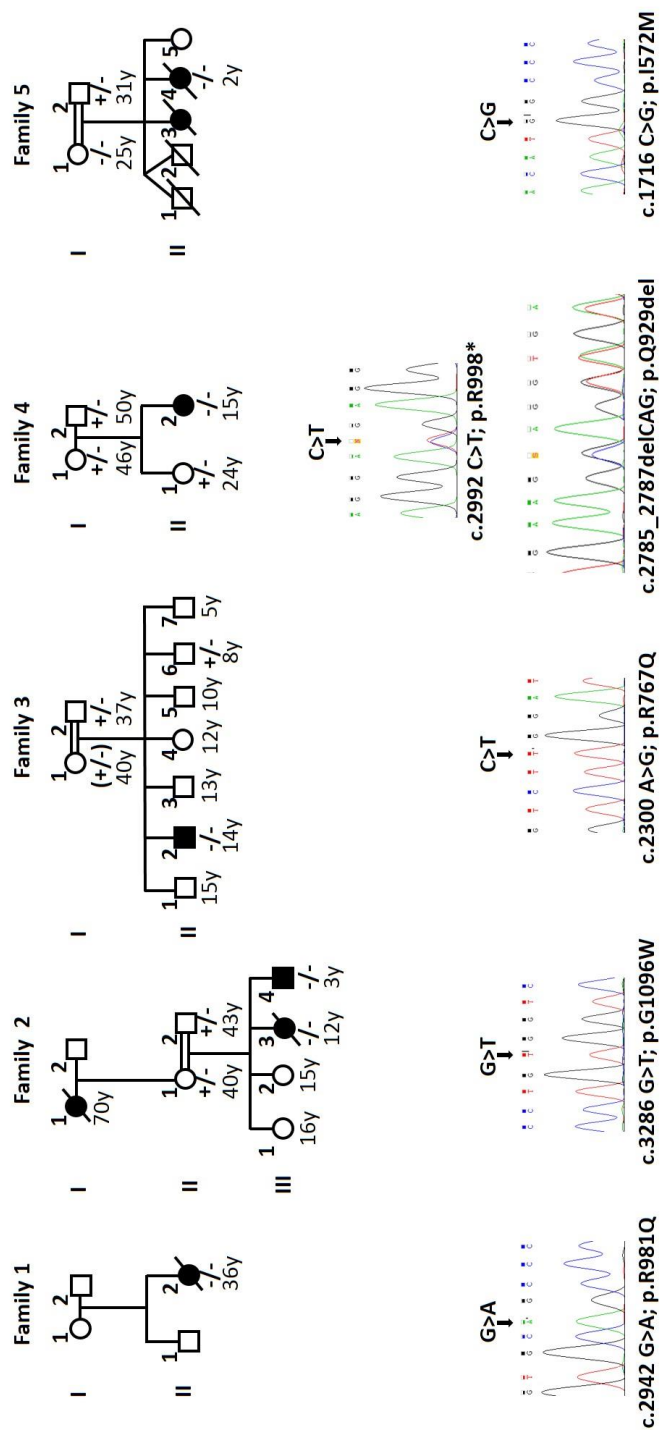 Family 1
I
1
2
II
1
2
-/-
36y
G>A
G T G G C A G C C C
c.2942 G>A; p.R981Q
Family 2
I
1
2
70y
II
1
2
+/-
+/-
40y
43y
III
1
2
3
4
-/-
-/-
16y
15y
12y
3y
G>T
C C T G T G G T C
c.3286 G>T; p.G1096W
Family 3
I
1
2
(+/-)
+/-
40y
37y
II
1
2
3
4
5
6
7
-/-
+/-
15y
14y
13y
12y
10y
8y
5y
C>T
G T C T T G G A T
c.2300 A>G; p.R767Q
Family 4
I
1
2
+/-
+/-
46y
50y
II
1
2
+/-
-/-
24y
15y
C>T
A G G G A G G
c.2992 C>T; p.R998*
G A A G A G G T G A
c.2785_2787delCAG; p.Q929del
Family 5
I
1
2
-/-
+/-
25y
31y
II
1
2
3
4
5
-/-
2y
C>G
A C A T G G G C C C
c.1716 C>G; p.I572M